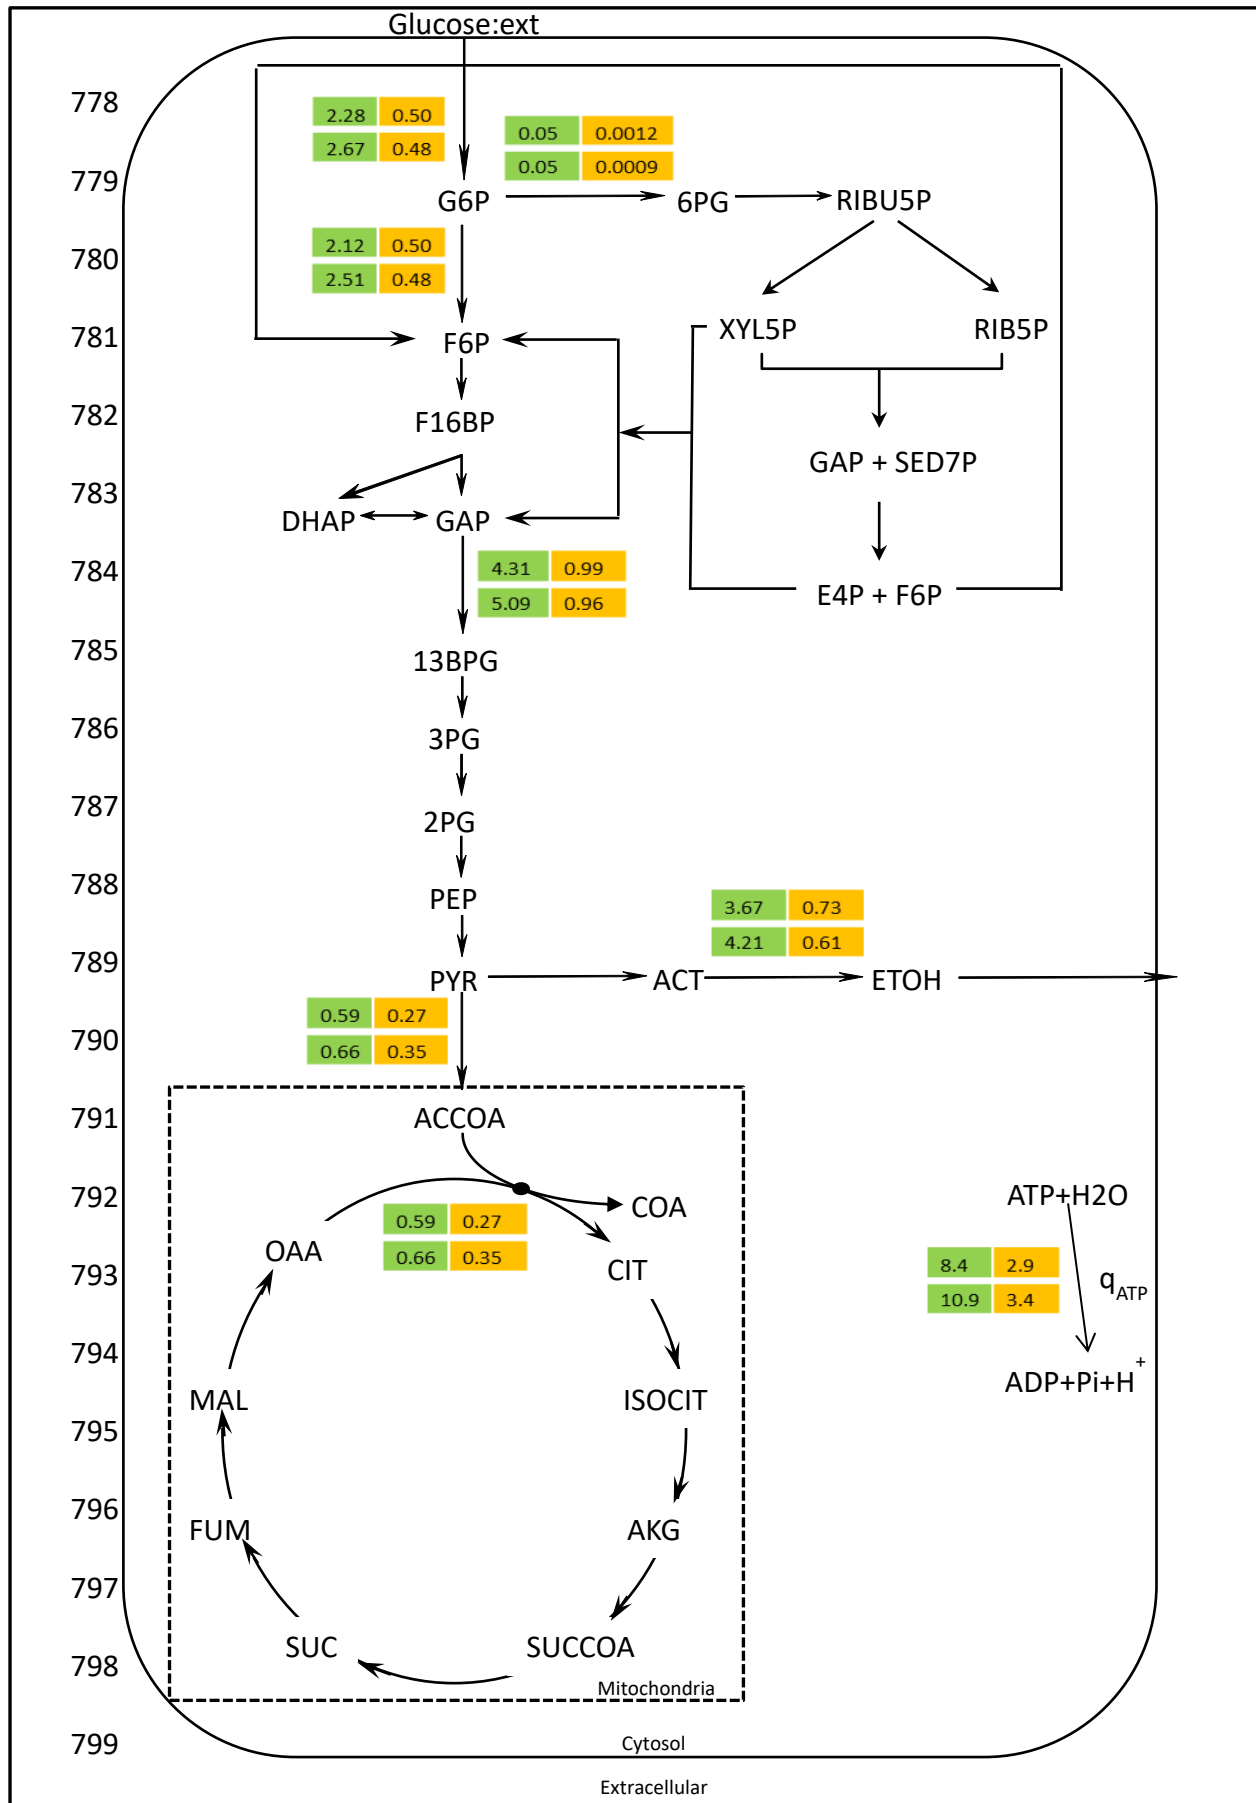 Glucose:ext
778
2.28 0.50
0.05 0.0012
2.67 0.48
0.05 0.0009
779
G6P 6PG RIBU5P
2.12 0.50
780
2.51 0.48
781
F6P XYL5P RIB5P
782
F16BP
GAP + SED7P
783
DHAP GAP
4.31 0.99
784
5.09 0.96
E4P + F6P
785
13BPG
786
3PG
787
2PG
788
PEP
3.67 0.73
4.21 0.61
789
PYR ACT ETOH
0.59 0.27
790
0.66 0.35
791
ACCOA
792
ATP+H2O
COA
0.59 0.27
OAA
0.66 0.35
793
CIT
8.4 2.9
qATP
10.9 3.4
794
ADP+Pi+H+
MAL ISOCIT
795
796
FUM AKG
797
SUC SUCCOA
798
Mitochondria
799
Cytosol
Extracellular